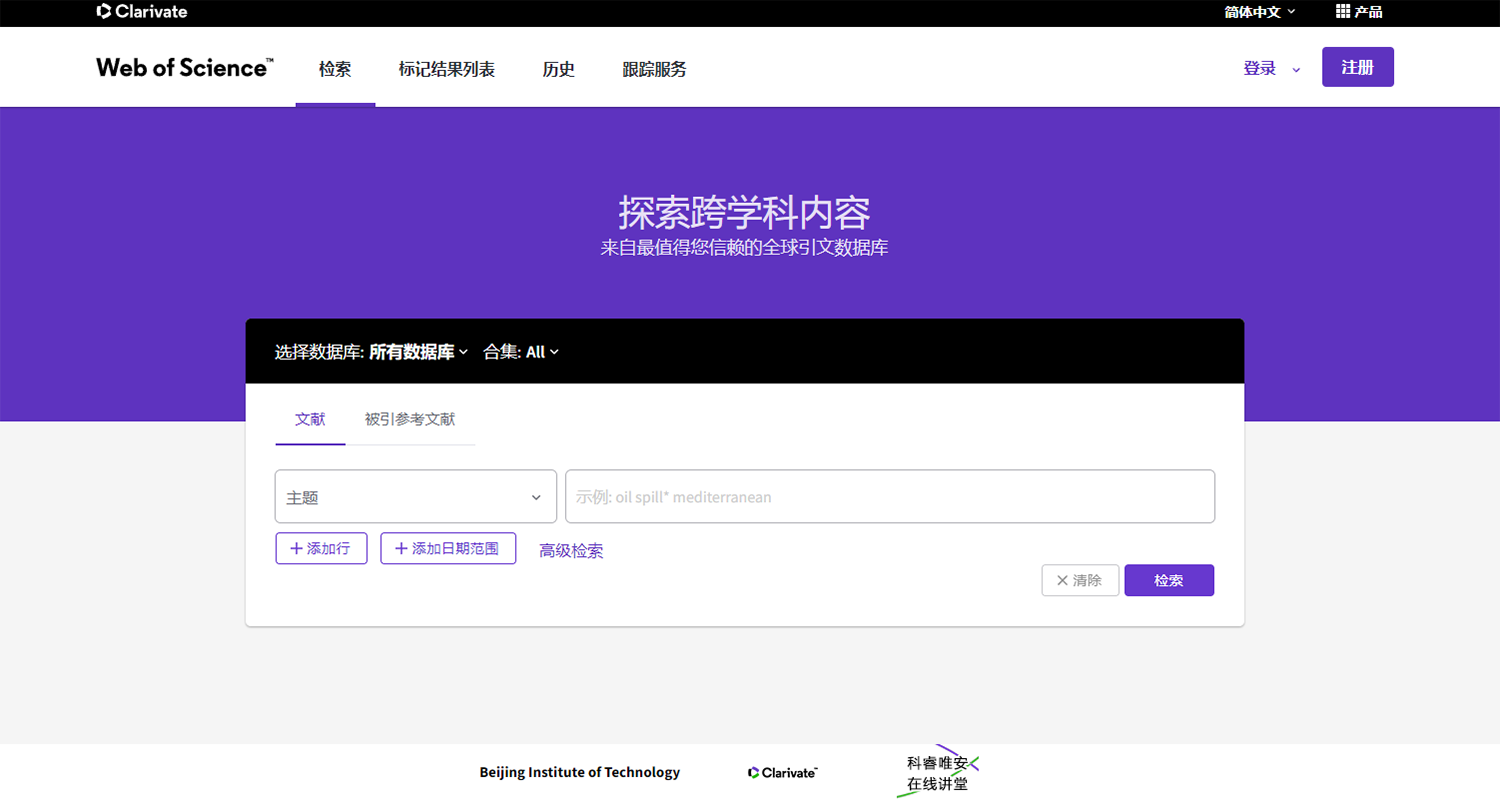 Clarivate
简体中文
产品
Web of Science™
检索
标记结果列表
历史
跟踪服务
登录
注册
探索跨学科内容
来自最值得您信赖的全球引文数据库
选择数据库: 所有数据库 合集: All
文献
被引参考文献
主题
示例: oil spill* mediterranean
+ 添加行
+ 添加日期范围
高级检索
× 清除
检索
Beijing Institute of Technology
Clarivate™
科睿唯安
在线讲堂